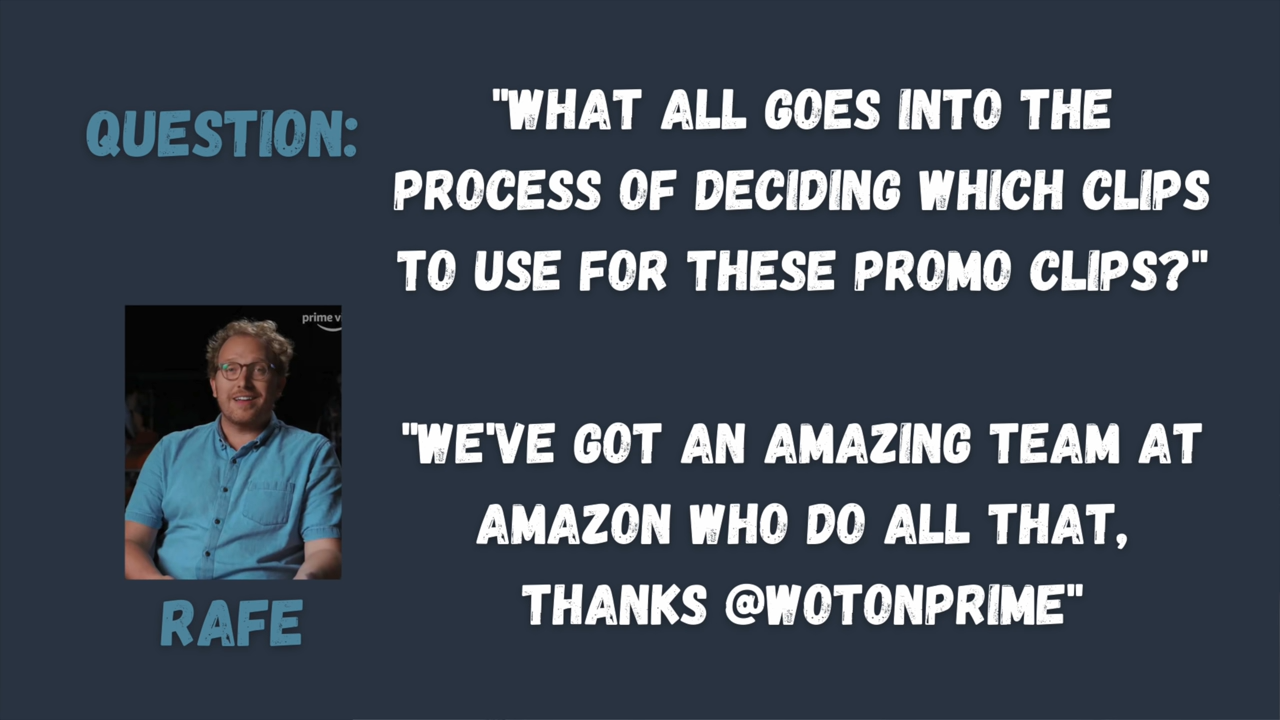 QUESTION:
"WHAT ALL GOES INTO THE
PROCESS OF DECIDING WHICH CLIPS
TO USE FOR THESE PROMO CLIPS?"
prime v
"WE'VE GOT AN AMAZING TEAM AT
AMAZON WHO DO ALL THAT,
THANKS @WOTONPRIME"
RAFE